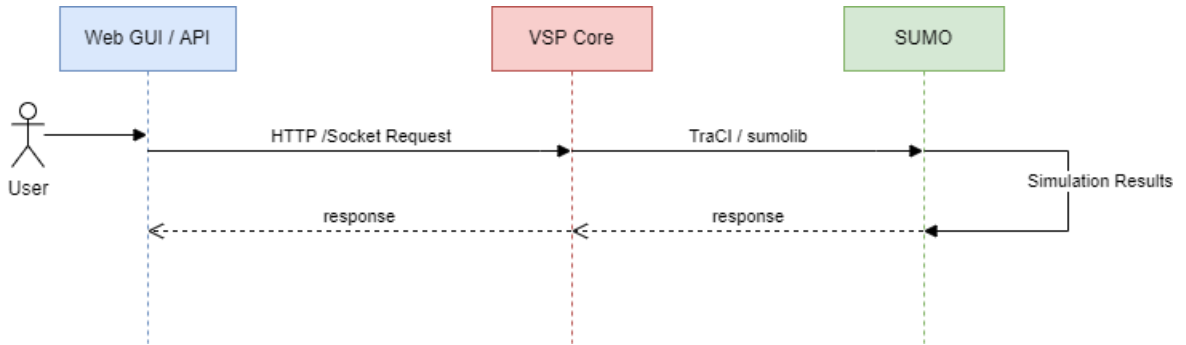 Web GUI / API
VSP Core
SUMO
HTTP /Socket Request
TraCI / sumolib
User
Simulation Results
response
response